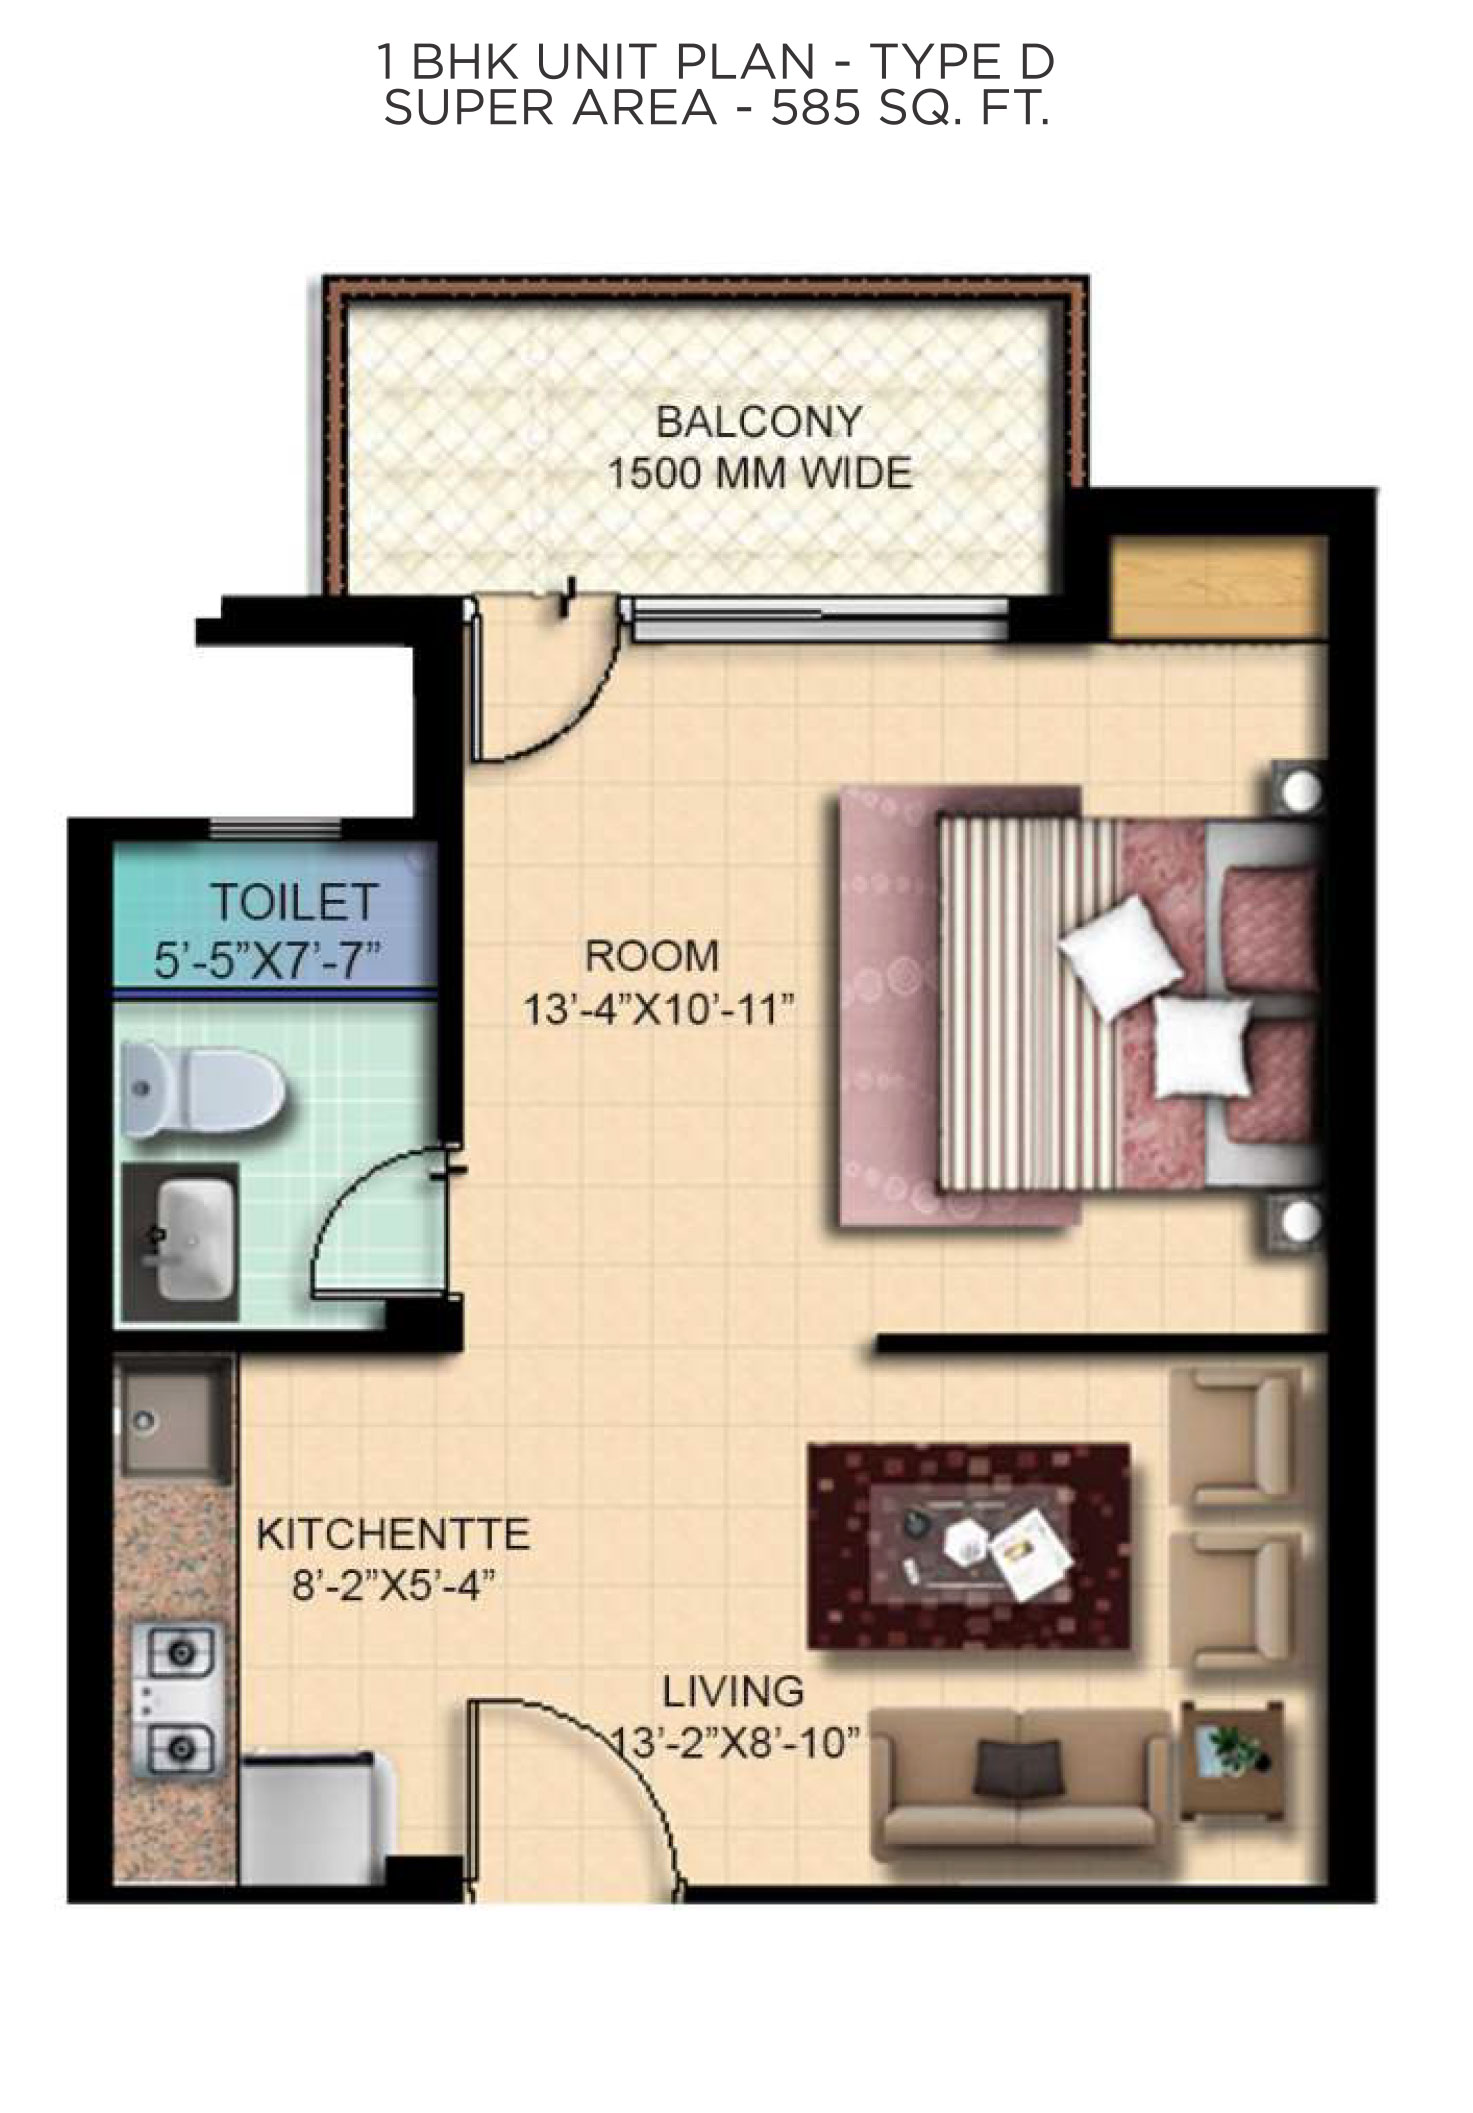 1 BHK UNIT PLAN - TYPE D
SUPER AREA - 585 SQ. FT.
BALCONY
1500 MM WIDE
TOILET
5'-5”X7'-7”
ROOM
13'-4”X10'-11”
KITCHENTTE
8'-2”X5'-4”
LIVING
13'-2”X8'-10”